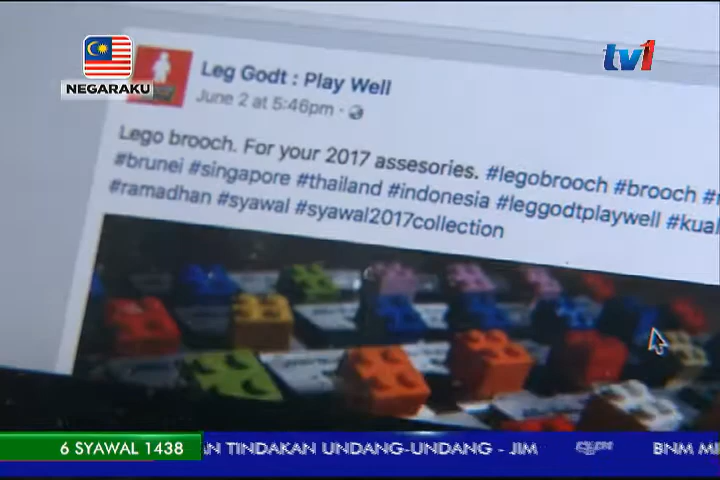 NEGARAKU
tv1
Leg Godt : Play Well
June 2 at 5:46pm ·
Lego brooch. For your 2017 assesories. #legobrooch #brooch
#brunei #singapore #thailand #indonesia #leggodtplaywell #kual
#ramadhan #syawal #syawal2017collection
6 SYAWAL 1438
AN TINDAKAN UNDANG-UNDANG - JIM
BNM